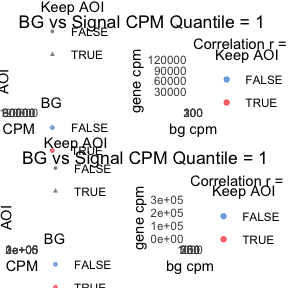 Keep AOI
BG vs Signal CPM Quantile = 1
FALSE
TRUE
AOI
CPM
BG
FALSE
TRUE
Correlation r =
Keep AOI
gene cpm
120000
90000
60000
30000
FALSE
TRUE
bg cpm
Keep AOI
BG vs Signal CPM Quantile = 1
FALSE
TRUE
AOI
CPM
BG
FALSE
TRUE
Correlation r =
Keep AOI
gene cpm
3e+05
2e+05
1e+05
0e+00
FALSE
TRUE
bg cpm